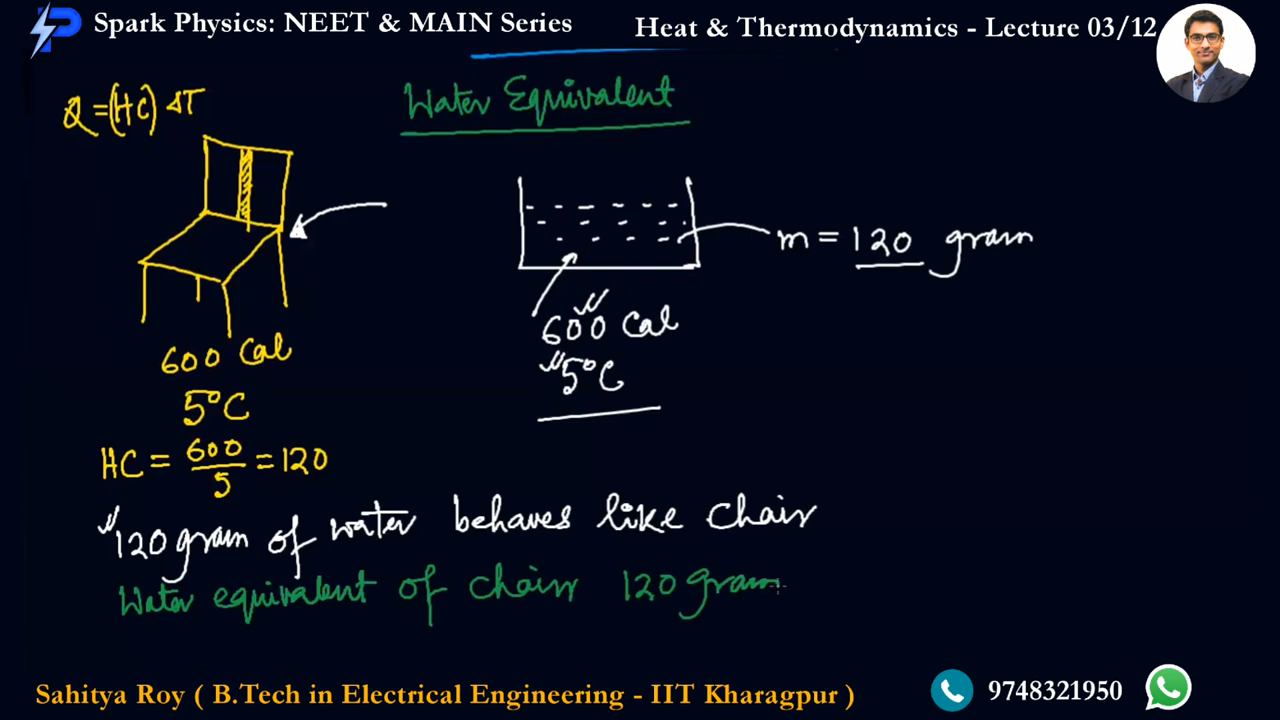 Spark Physics: NEET & MAIN Series
Heat & Thermodynamics - Lecture 03/12
Water Equivalent
Q = (HC) ΔT
m = 120 gram
600 Cal
5°C
600 Cal
5°C
HC = 600/5 = 120
120 gram of water behaves like chair
Water equivalent of chair 120 gram
Sahitya Roy ( B.Tech in Electrical Engineering - IIT Kharagpur )
9748321950